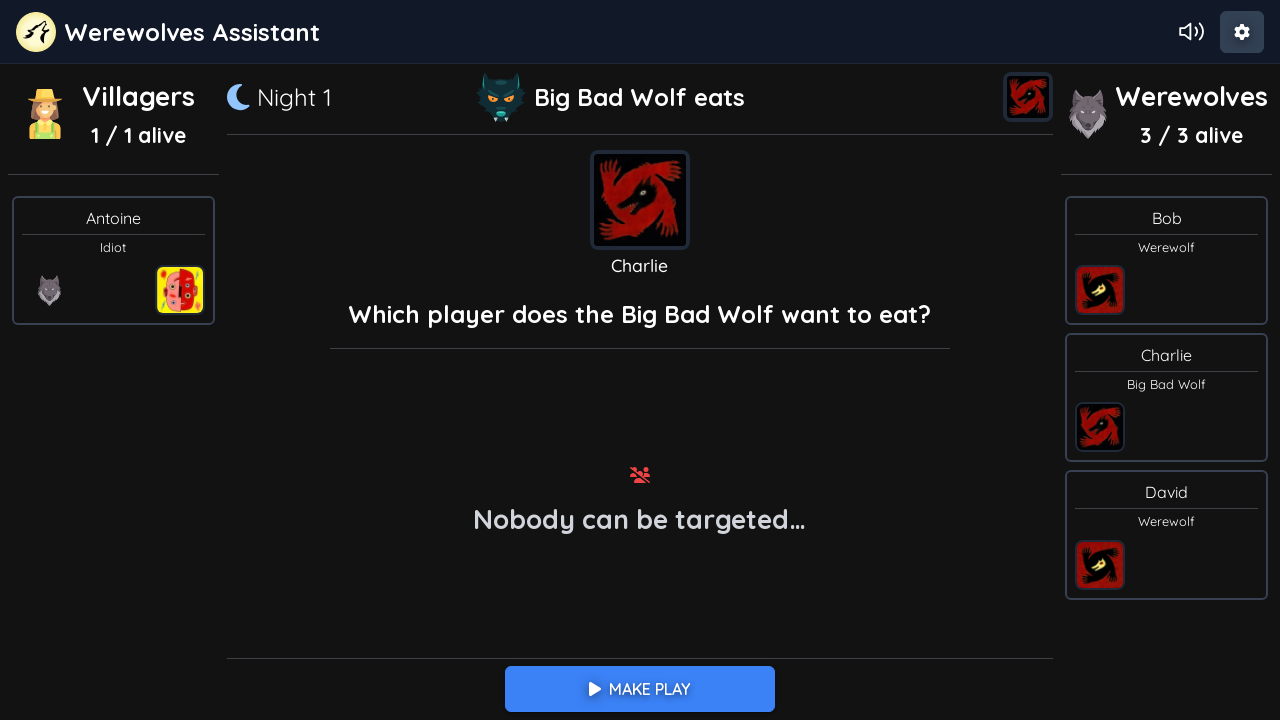 Werewolves Assistant
Villagers
1 / 1 alive
Antoine
Idiot
Night 1
Big Bad Wolf eats
Charlie
Which player does the Big Bad Wolf want to eat?
Nobody can be targeted...
MAKE PLAY
Werewolves
3 / 3 alive
Bob
Werewolf
Charlie
Big Bad Wolf
David
Werewolf